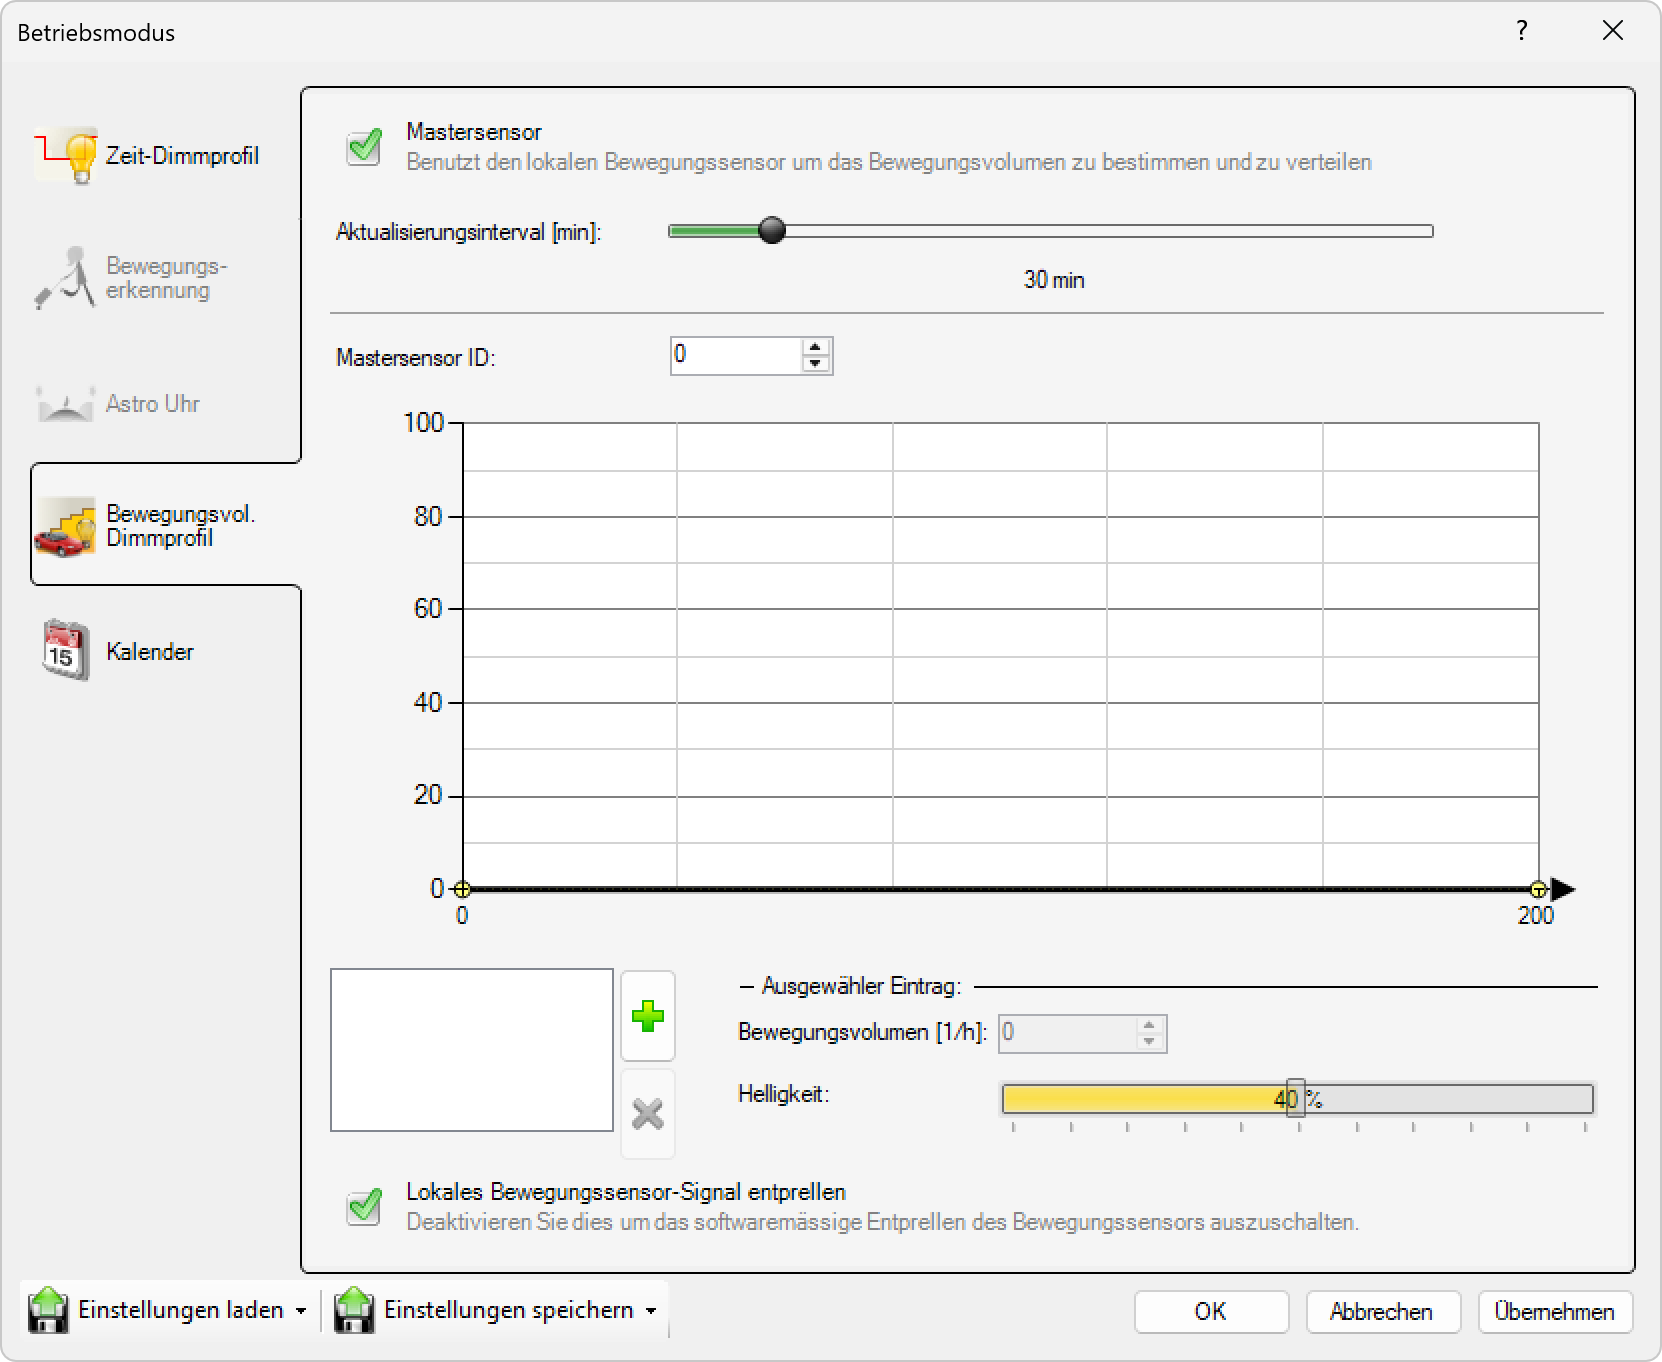 Betriebsmodus
?
Zeit-Dimmprofil
Bewegungs-
erkennung
Astro Uhr
Bewegungsvol.
Dimmprofil
15
Kalender
Mastersensor
Benutzt den lokalen Bewegungssensor um das Bewegungsvolumen zu bestimmen und zu verteilen
Aktualisierungsinterval [min]:
30 min
Mastersensor ID:
0
100
80
60
40
20
0
0
200
Ausgewähler Eintrag:
Bewegungsvolumen [1/h]:
0
Helligkeit:
40 %
Lokales Bewegungssensor-Signal entprellen
Deaktivieren Sie dies um das softwaremässige Entprellen des Bewegungssensors auszuschalten.
Einstellungen laden
Einstellungen speichern
OK
Abbrechen
Übernehmen